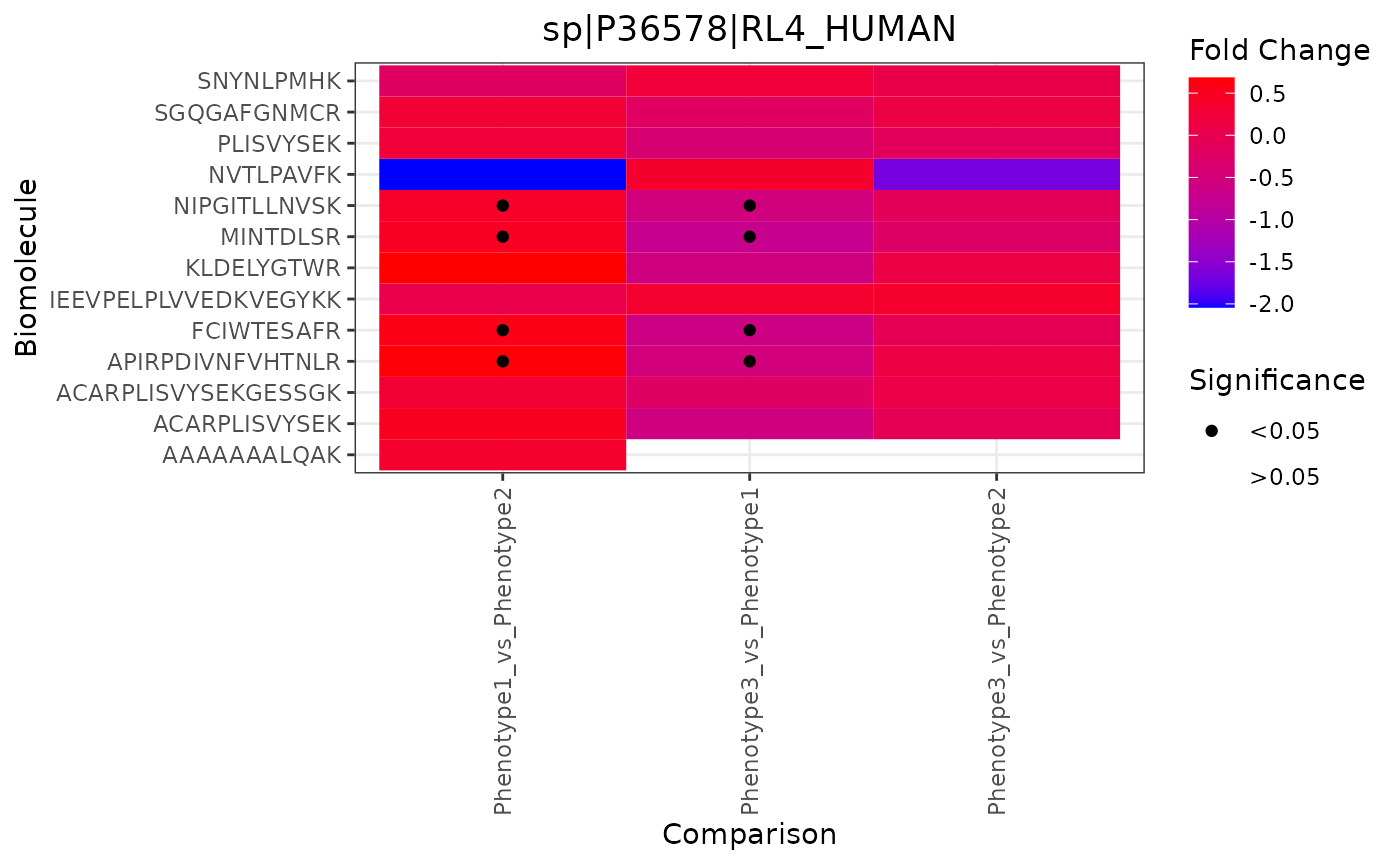 sp|P36578|RL4_HUMAN
Biomolecule
SNYNLPMHK
SGQGAFGNMCR
PLISVYSEK
NVTLPAVFK
NIPGITLLNVSK
MINTDLSR
KLDELYGTWR
IEEVPELPLVVEDKVEGYKK
FCIWTESAFR
APIRPDIVNFVHTNLR
ACARPLISVYSEKGESSGK
ACARPLISVYSEK
AAAAAAALQAK
Phenotype1_vs_Phenotype2
Phenotype3_vs_Phenotype1
Phenotype3_vs_Phenotype2
Comparison
Fold Change
0.5
0.0
-0.5
-1.0
-1.5
-2.0
Significance
<0.05
>0.05